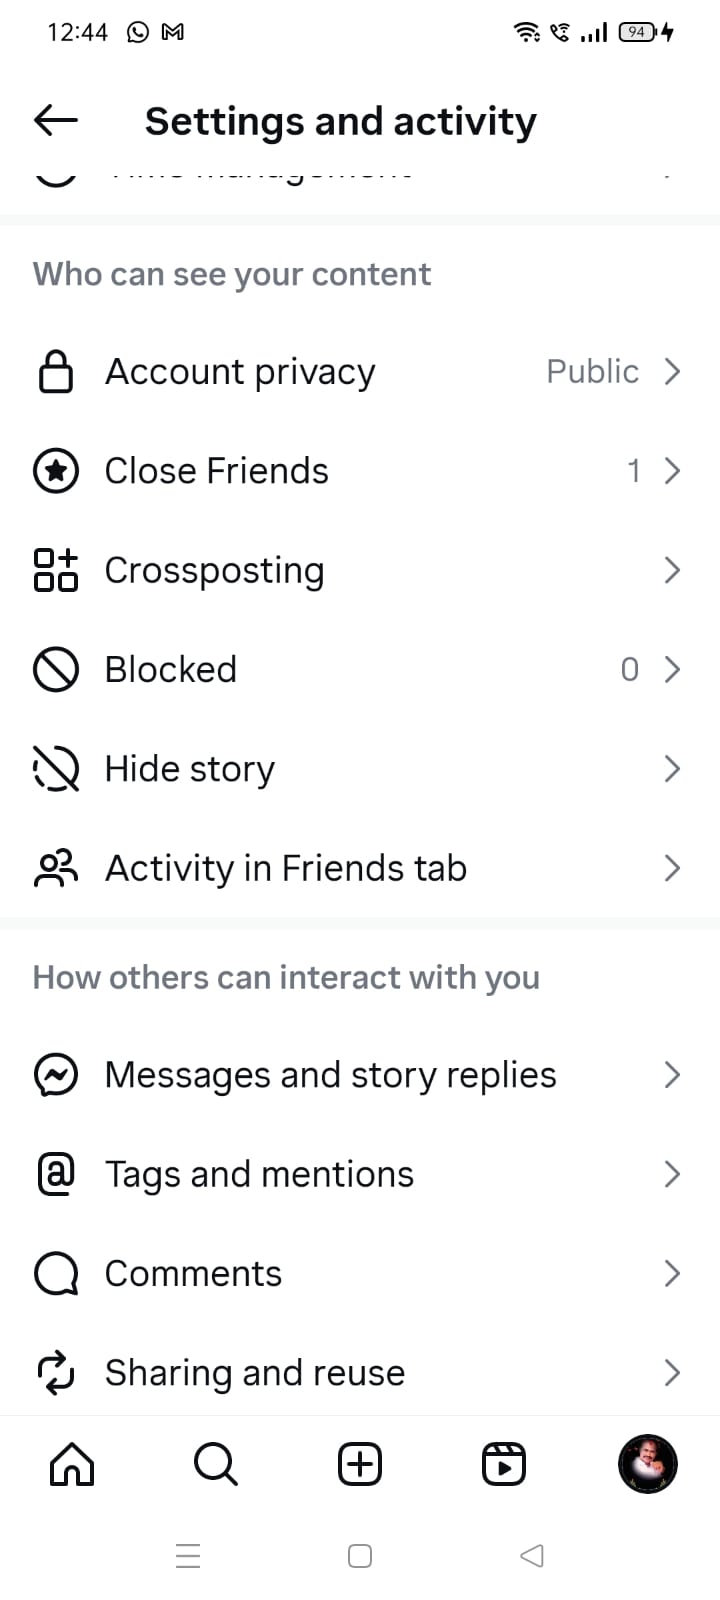 12:44
94
Settings and activity
Who can see your content
Account privacy Public
Close Friends 1
Crossposting
Blocked 0
Hide story
Activity in Friends tab
How others can interact with you
Messages and story replies
Tags and mentions
Comments
Sharing and reuse